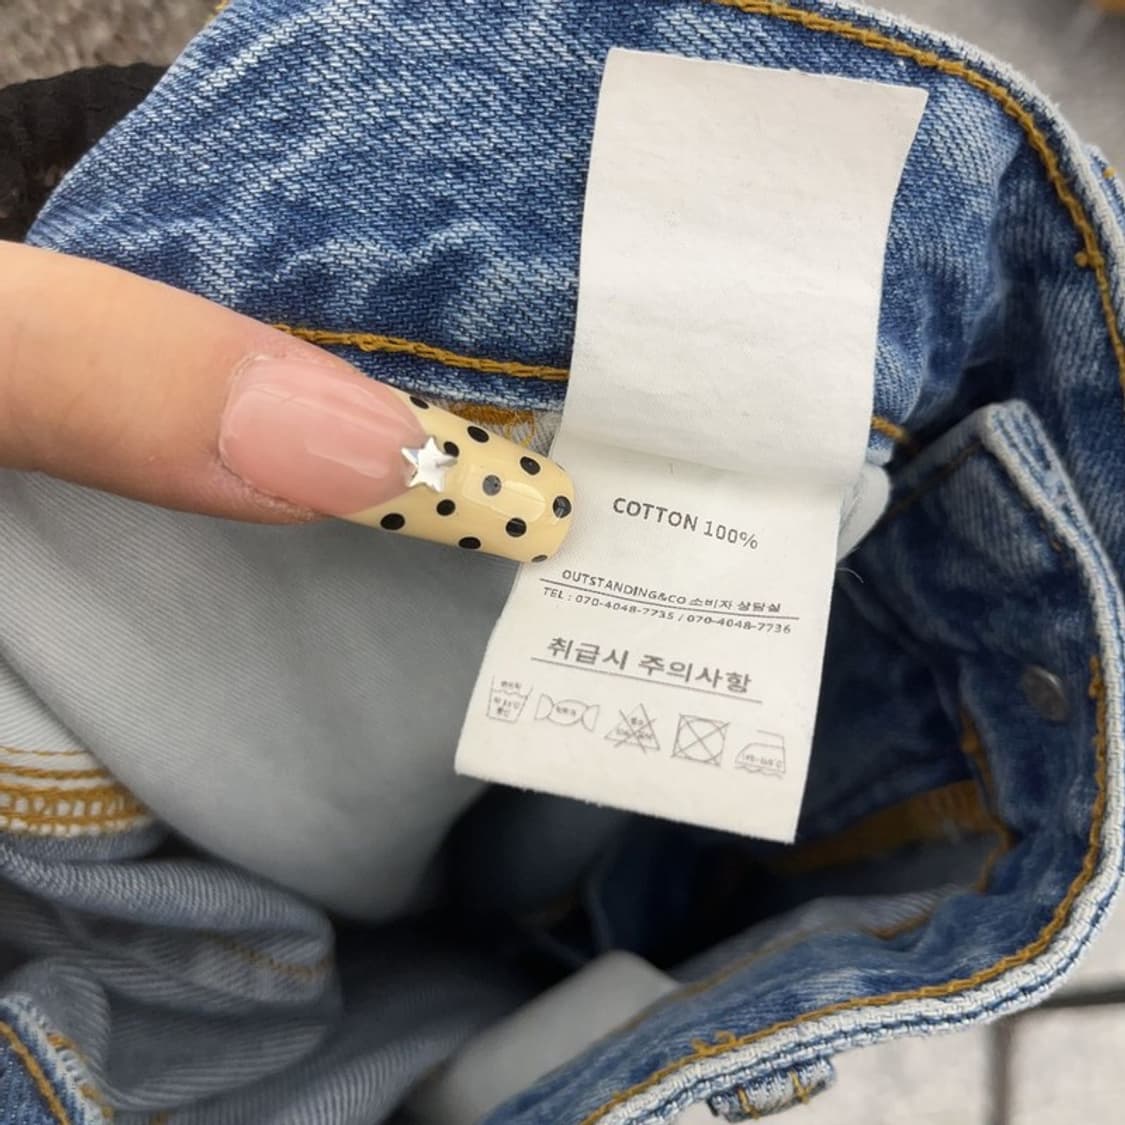 COTTON 100%
OUTSTANDING&CO 소비자 상담실
TEL : 070-4048-7735 / 070-4048-7736
취급시 주의사항